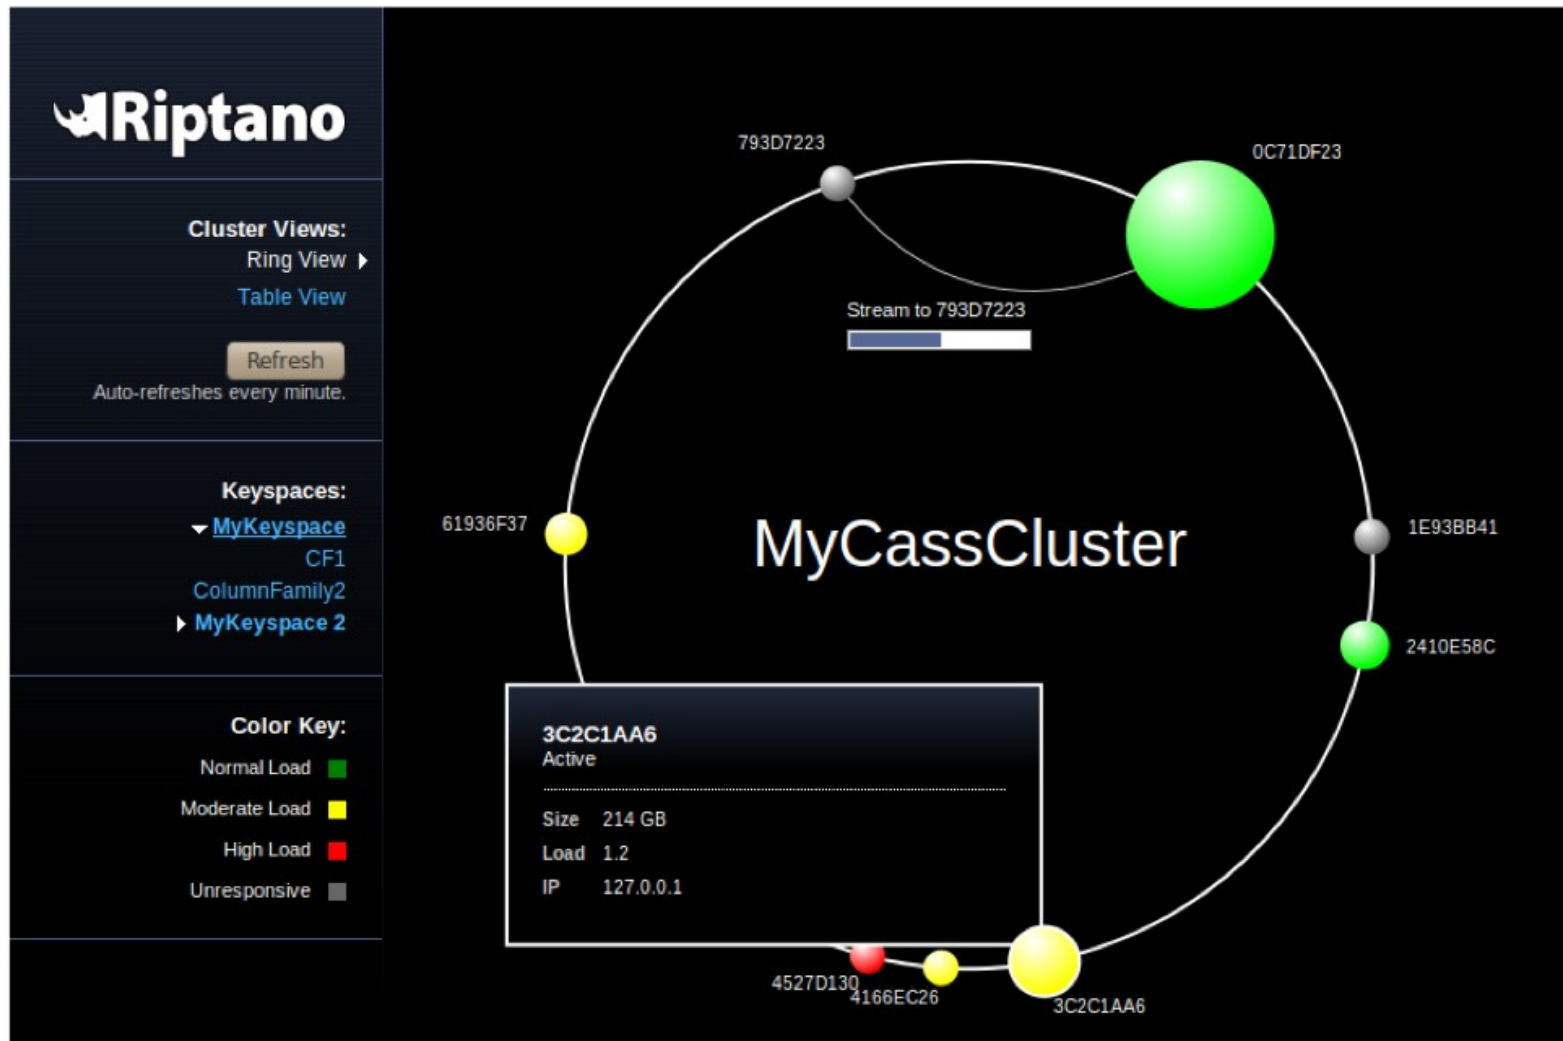 Riptano
Cluster Views:
Ring View
Table View
Refresh
Auto-refreshes every minute.
Keyspaces:
MyKeyspace
CF1
ColumnFamily2
MyKeyspace 2
Color Key:
Normal Load
Moderate Load
High Load
Unresponsive
793D7223
0C71DF23
Stream to 793D7223
61936F37
MyCassCluster
1E93BB41
2410E58C
3C2C1AA6
Active
Size 214 GB
Load 1.2
IP 127.0.0.1
4527D130
4166EC26
3C2C1AA6